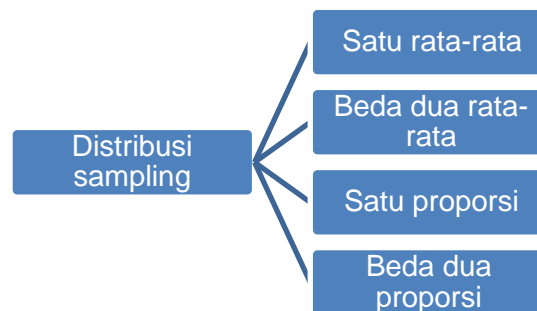 Satu rata-rata
Beda dua rata-
rata
Distribusi
sampling
Satu proporsi
Beda dua
proporsi